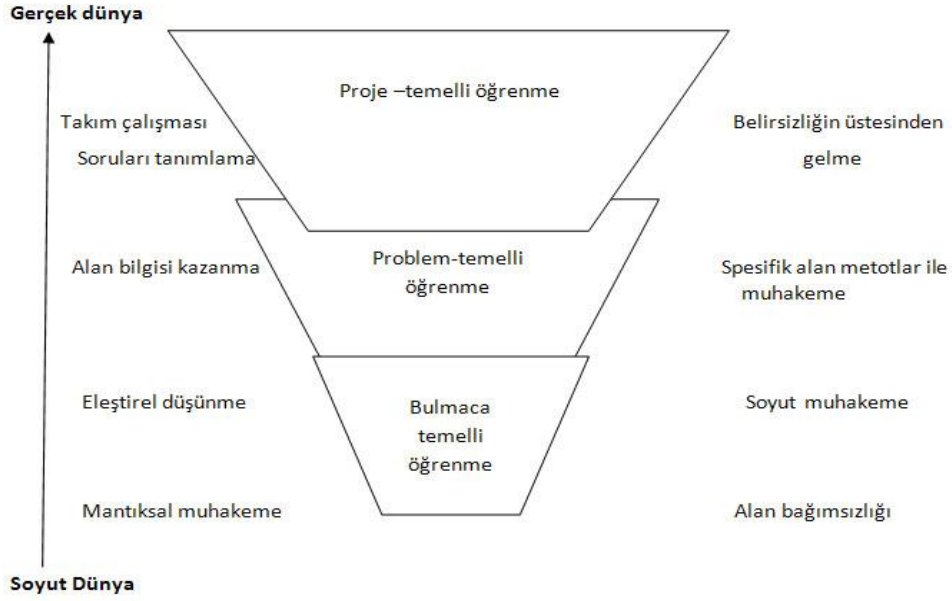 Gerçek dünya
Proje –temelli öğrenme
Takım çalışması
Soruları tanımlama
Belirsizliğin üstesinden
gelme
Problem-temelli
öğrenme
Alan bilgisi kazanma
Spesifik alan metotlar ile
muhakeme
Eleştirel düşünme
Bulmaca
temelli
öğrenme
Soyut muhakeme
Mantıksal muhakeme
Alan bağımsızlığı
Soyut Dünya